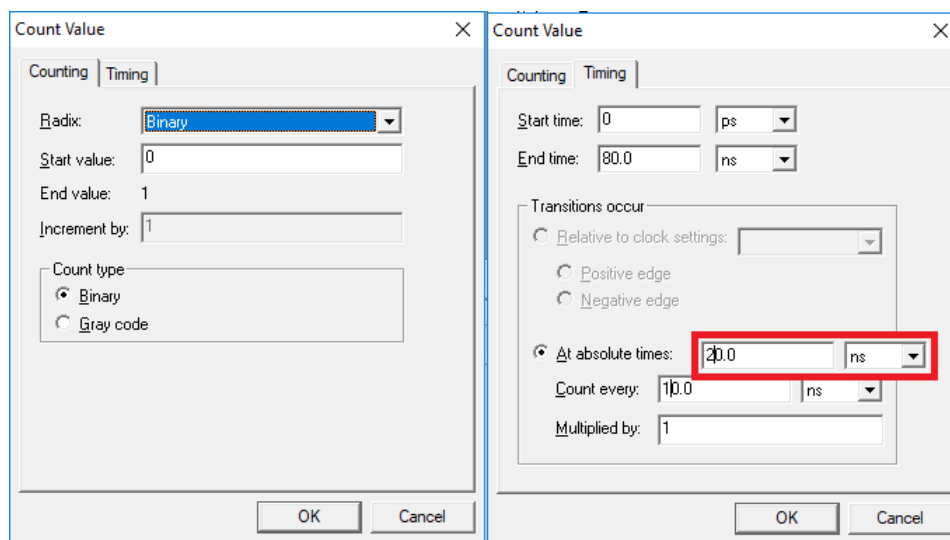 Count Value
Counting Timing
Radix: Binary
Start value: 0
End value: 1
Increment by: 1
Count type
Binary
Gray code
OK Cancel
Count Value
Counting Timing
Start time: 0 ps
End time: 80.0 ns
Transitions occur
Relative to clock settings:
Positive edge
Negative edge
At absolute times: 20.0 ns
Count every: 10.0 ns
Multiplied by: 1
OK Cancel